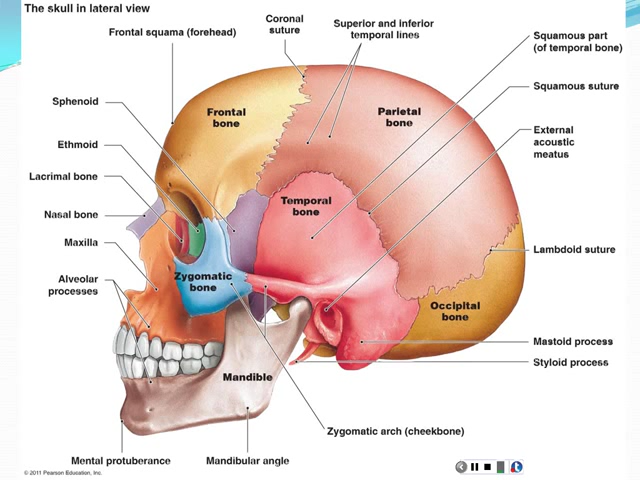 The skull in lateral view
Frontal squama (forehead)
Coronal
suture
Superior and inferior
temporal lines
Squamous part
(of temporal bone)
Squamous suture
External
acoustic
meatus
Sphenoid
Ethmoid
Lacrimal bone
Nasal bone
Maxilla
Alveolar
processes
Frontal
bone
Parietal
bone
Temporal
bone
Zygomatic
bone
Lambdoid suture
Occipital
bone
Mastoid process
Styloid process
Mandible
Zygomatic arch (cheekbone)
Mental protuberance
Mandibular angle
© 2011 Pearson Education, Inc.